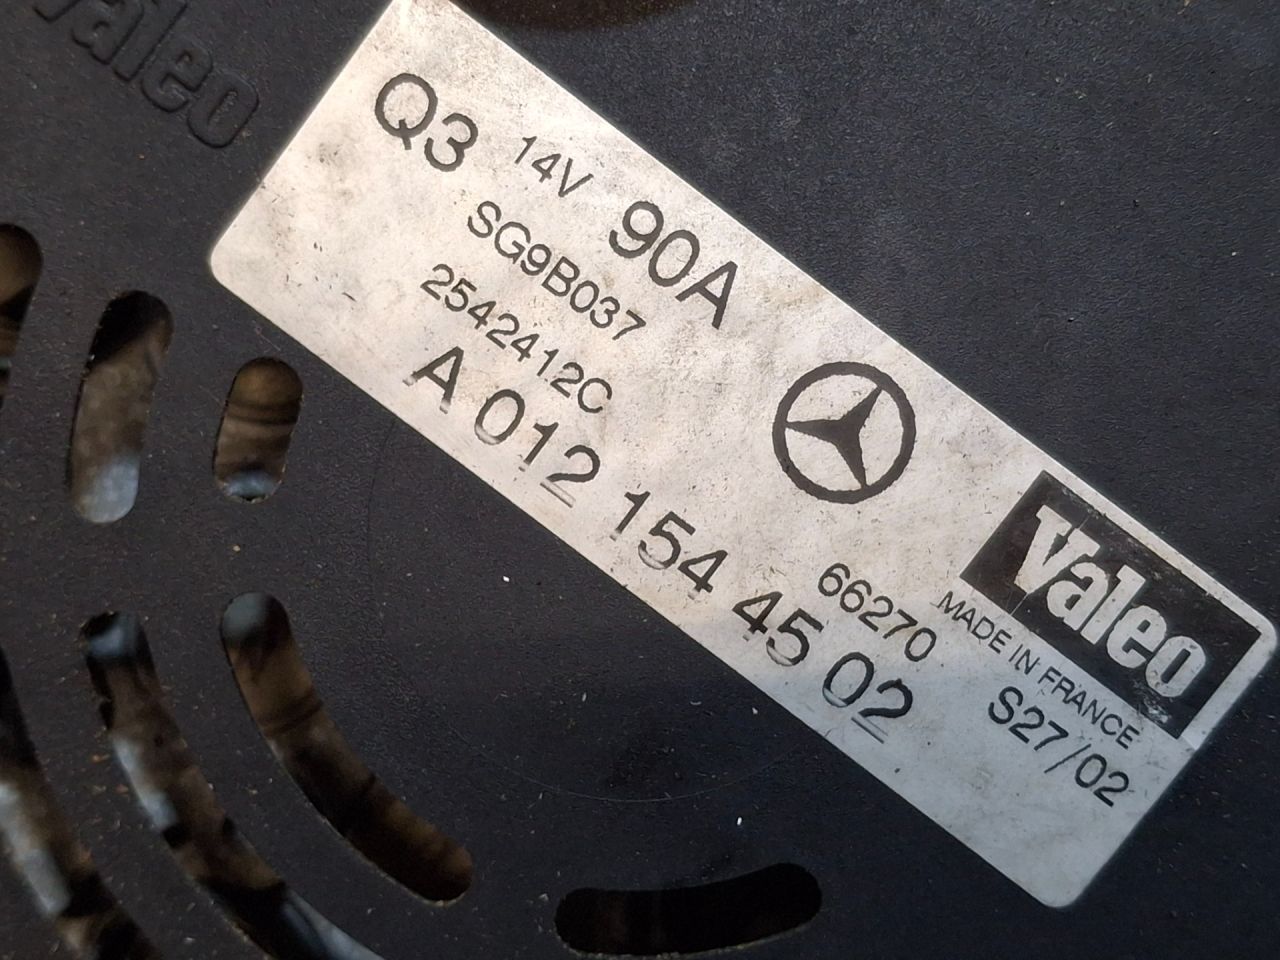 Valeo
Q3 14V 90A
SG9B037
2542412C
A 012 154 45 02
Valeo
66270
MADE IN FRANCE
S27/02